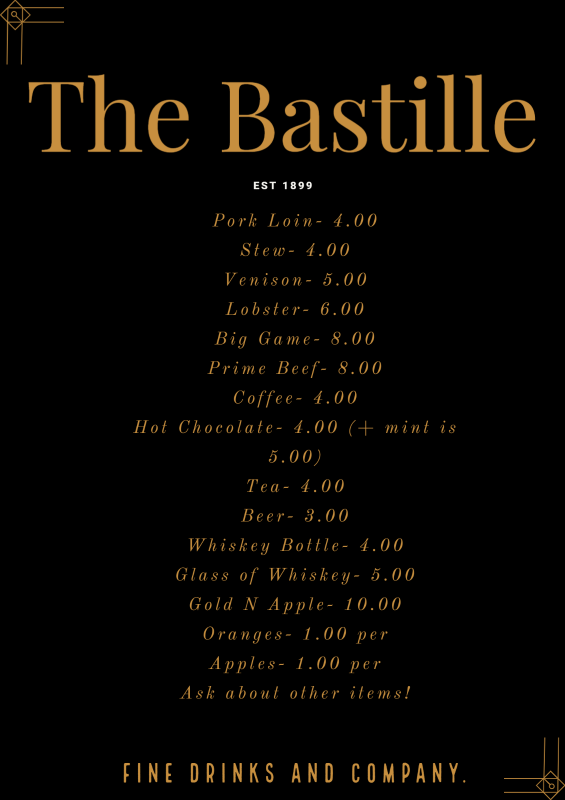 The Bastille
EST 1899
Pork Loin- 4.00
Stew- 4.00
Venison- 5.00
Lobster- 6.00
Big Game- 8.00
Prime Beef- 8.00
Coffee- 4.00
Hot Chocolate- 4.00 (+ mint is
5.00)
Tea- 4.00
Beer- 3.00
Whiskey Bottle- 4.00
Glass of Whiskey- 5.00
Gold N Apple- 10.00
Oranges- 1.00 per
Apples- 1.00 per
Ask about other items!
FINE DRINKS AND COMPANY.